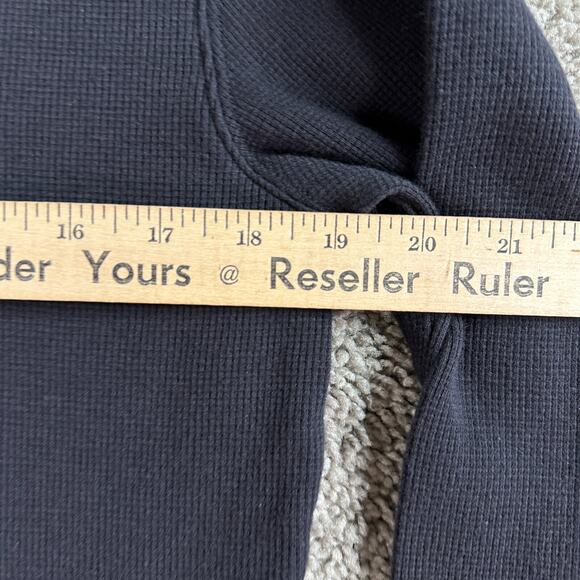 16 17 18 19 20 21
der Yours @ Reseller Ruler